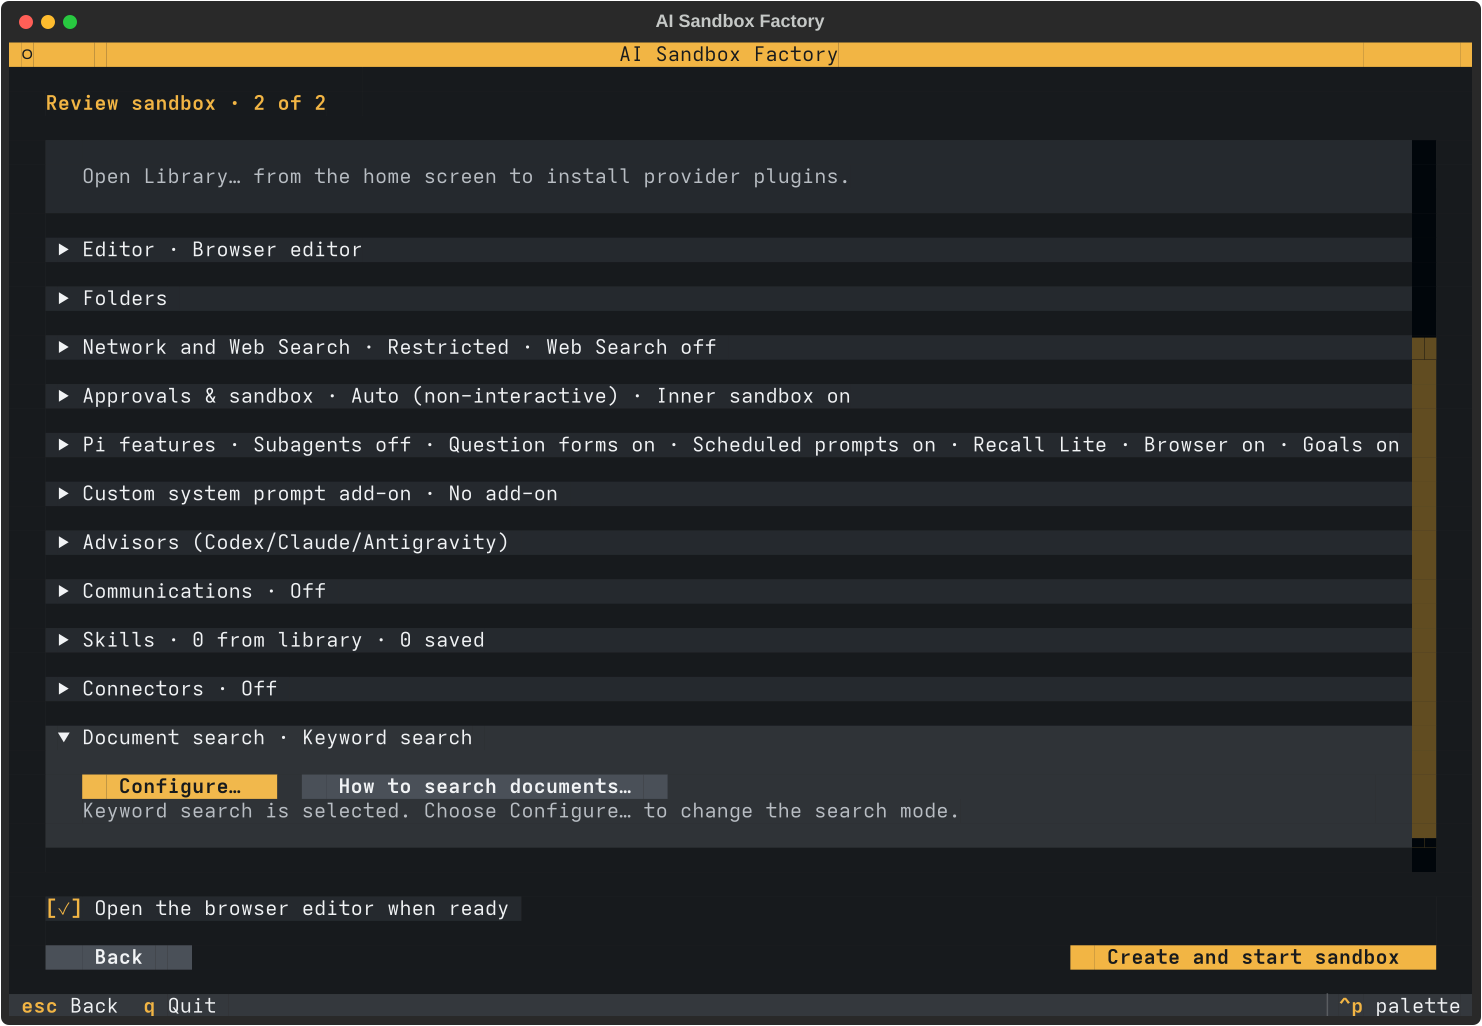 AI Sandbox Factory
O AI Sandbox Factory
Review sandbox · 2 of 2
Open Library… from the home screen to install provider plugins.
▶ Editor · Browser editor
▶ Folders
▶ Network and Web Search · Restricted · Web Search off
▶ Approvals & sandbox · Auto (non-interactive) · Inner sandbox on
▶ Pi features · Subagents off · Question forms on · Scheduled prompts on · Recall Lite · Browser on · Goals on
▶ Custom system prompt add-on · No add-on
▶ Advisors (Codex/Claude/Antigravity)
▶ Communications · Off
▶ Skills · 0 from library · 0 saved
▶ Connectors · Off
▼ Document search · Keyword search
Configure… How to search documents…
Keyword search is selected. Choose Configure… to change the search mode.
[✓] Open the browser editor when ready
Back Create and start sandbox
esc Back q Quit ^p palette